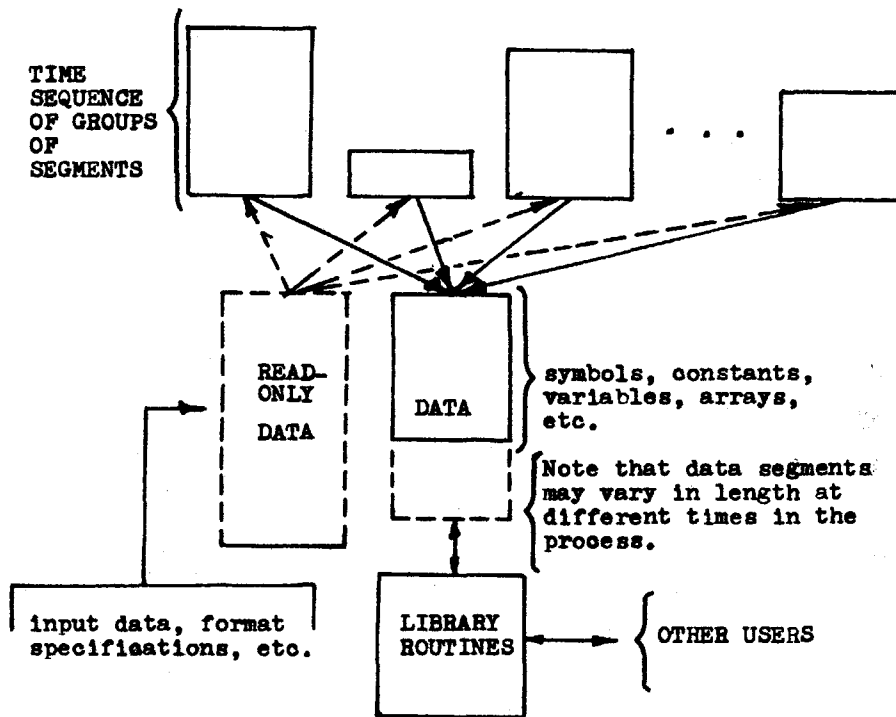 TIME
SEQUENCE
OF GROUPS
OF
SEGMENTS
. . .
READ-
ONLY
DATA
DATA
symbols, constants,
variables, arrays,
etc.
Note that data segments
may vary in length at
different times in the
process.
input data, format
specifications, etc.
LIBRARY
ROUTINES
OTHER USERS